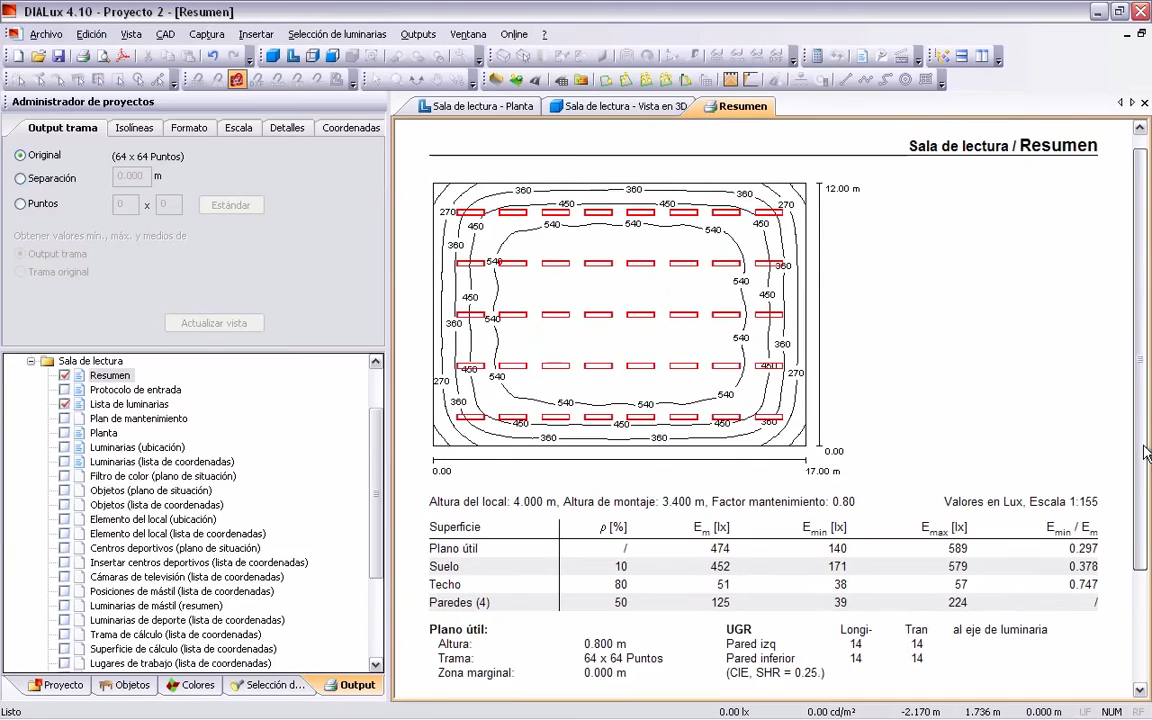 DIALux 4.10 - Proyecto 2 - [Resumen]
Archivo Edición Vista CAD Captura Insertar Selección de luminarias Outputs Ventana Online ?
Administrador de proyectos
Output trama Isolíneas Formato Escala Detalles Coordenadas
Original (64 x 64 Puntos)
Separación 0.000 m
Puntos 0 x 0 Estándar
Obtener valores mín., máx. y medios de
Output trama
Trama original
Actualizar vista
Sala de lectura
Resumen
Protocolo de entrada
Lista de luminarias
Plan de mantenimiento
Planta
Luminarias (ubicación)
Luminarias (lista de coordenadas)
Filtro de color (plano de situación)
Objetos (plano de situación)
Objetos (lista de coordenadas)
Elemento del local (ubicación)
Elemento del local (lista de coordenadas)
Centros deportivos (plano de situación)
Insertar centros deportivos (lista de coordenadas)
Cámaras de televisión (lista de coordenadas)
Posiciones de mástil (lista de coordenadas)
Luminarias de mástil (resumen)
Luminarias de deporte (lista de coordenadas)
Trama de cálculo (lista de coordenadas)
Superficie de cálculo (lista de coordenadas)
Lugares de trabajo (lista de coordenadas)
Proyecto Objetos Colores Selección d... Output
Sala de lectura - Planta Sala de lectura - Vista en 3D Resumen
Sala de lectura / Resumen
360 360 360 12.00 m
270 450 450 270
450 540 540 540 450
360
540 360
540
450 450
360 540
540 360
450 540 450 270
270
540
360 540 540 360
450 450 450 450
360 360
0.00
0.00 17.00 m
Altura del local: 4.000 m, Altura de montaje: 3.400 m, Factor mantenimiento: 0.80 Valores en Lux, Escala 1:155
Superficie ρ [%] Em [lx] Emin [lx] Emax [lx] Emin / Em
Plano útil / 474 140 589 0.297
Suelo 10 452 171 579 0.378
Techo 80 51 38 57 0.747
Paredes (4) 50 125 39 224 /
Plano útil: UGR Longi- Tran al eje de luminaria
Altura: 0.800 m Pared izq 14 14
Trama: 64 x 64 Puntos Pared inferior 14 14
Zona marginal: 0.000 m (CIE, SHR = 0.25.)
Listo 0.00 lx 0.00 cd/m² -2.170 m 1.736 m 0.000 m UF NUM RF